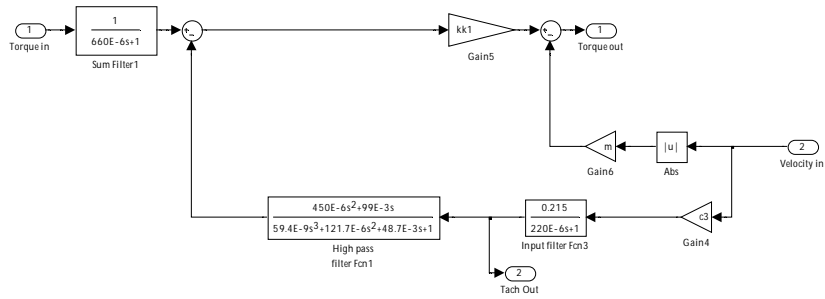 1
Torque in
1
660E-6s+1
Sum Filter1
+
-
kk1
Gain5
+
-
1
Torque out
m
Gain6
|u|
Abs
2
Velocity in
450E-6s²+99E-3s
59.4E-9s³+121.7E-6s²+48.7E-3s+1
High pass
filter Fcn1
0.215
220E-6s+1
Input filter Fcn3
c3
Gain4
2
Tach Out